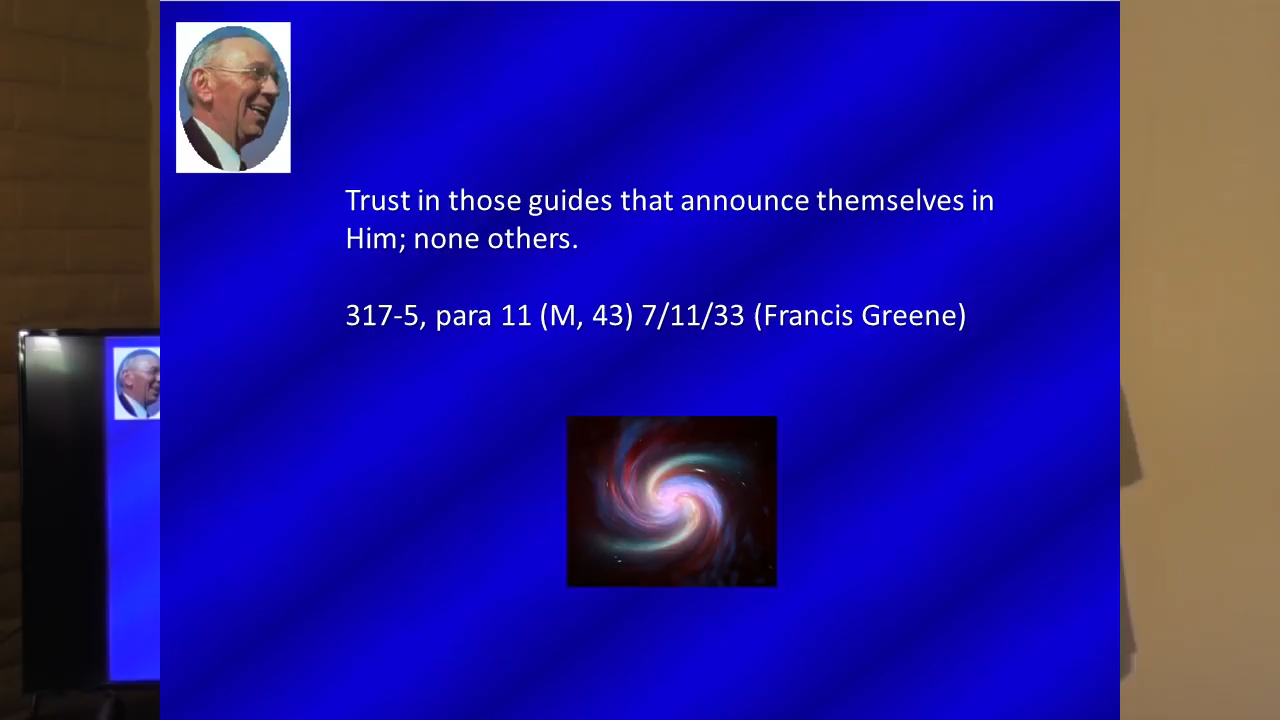 Trust in those guides that announce themselves in
Him; none others.
317-5, para 11 (M, 43) 7/11/33 (Francis Greene)